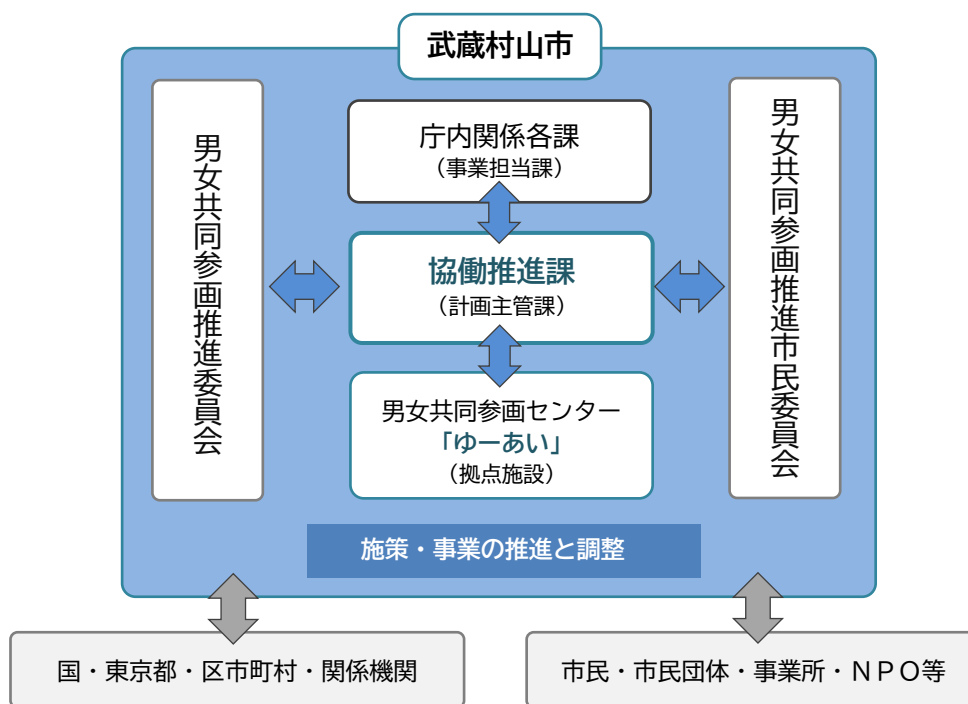 武蔵村山市
男女共同参画推進委員会
庁内関係各課
（事業担当課）
協働推進課
（計画主管課）
男女共同参画センター
「ゆーあい」
（拠点施設）
男女共同参画推進市民委員会
施策・事業の推進と調整
国・東京都・区市町村・関係機関
市民・市民団体・事業所・ＮＰＯ等